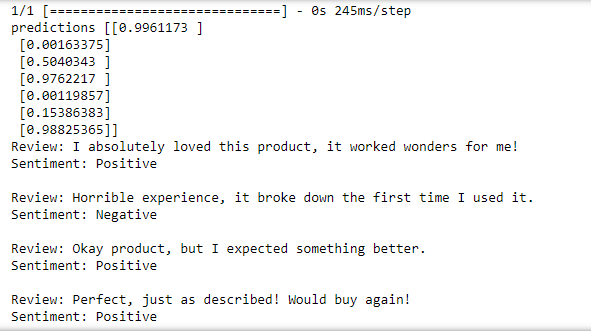 1/1 [==============================] - 0s 245ms/step
predictions [[0.9961173 ]
 [0.00163375]
 [0.5040343 ]
 [0.9762217 ]
 [0.00119857]
 [0.15386383]
 [0.98825365]]
Review: I absolutely loved this product, it worked wonders for me!
Sentiment: Positive

Review: Horrible experience, it broke down the first time I used it.
Sentiment: Negative

Review: Okay product, but I expected something better.
Sentiment: Positive

Review: Perfect, just as described! Would buy again!
Sentiment: Positive